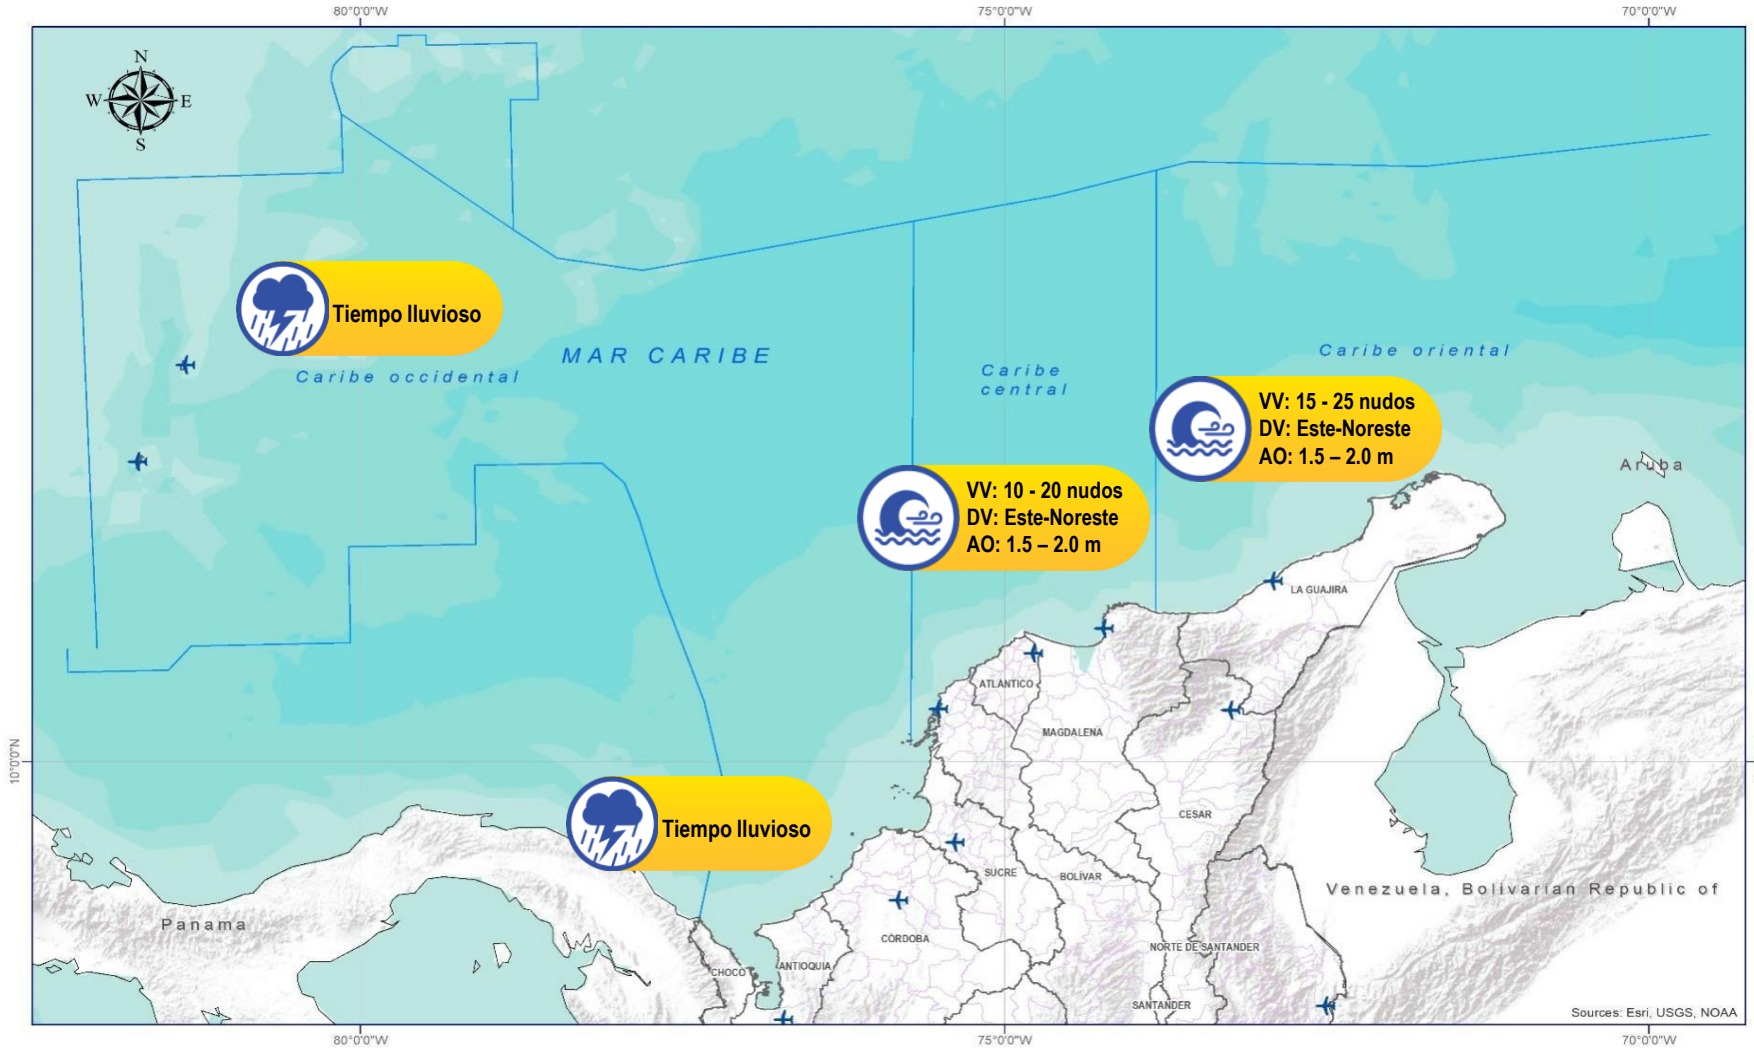 80°0'0"W
75°0'0"W
70°0'0"W
N
W
E
S
Tiempo lluvioso
MAR CARIBE
Caribe occidental
Caribe
central
Caribe oriental
VV: 15 - 25 nudos
DV: Este-Noreste
AO: 1.5 – 2.0 m
Aruba
VV: 10 - 20 nudos
DV: Este-Noreste
AO: 1.5 – 2.0 m
LA GUAJIRA
ATLÁNTICO
MAGDALENA
10°0'0"N
CESAR
Tiempo lluvioso
SUCRE
BOLÍVAR
Venezuela, Bolivarian Republic of
Panama
CÓRDOBA
NORTE DE SANTANDER
CHOCÓ
ANTIOQUIA
SANTANDER
Sources: Esri, USGS, NOAA
80°0'0"W
75°0'0"W
70°0'0"W